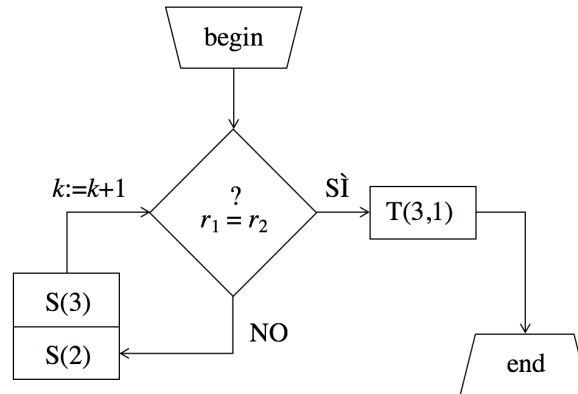 begin
k:=k+1
?
r₁ = r₂
SÌ
T(3,1)
S(3)
S(2)
NO
end